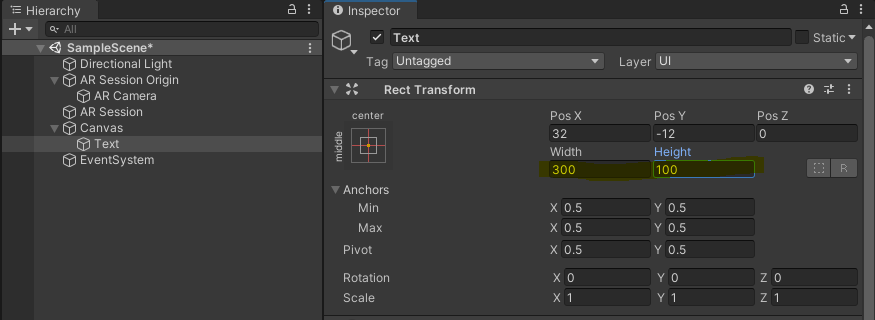 Hierarchy
All
SampleScene*
Directional Light
AR Session Origin
AR Camera
AR Session
Canvas
Text
EventSystem
Inspector
Text
Static
Tag Untagged Layer UI
Rect Transform
center
middle
Pos X Pos Y Pos Z
32 -12 0
Width Height
300 100
R
Anchors
Min X 0.5 Y 0.5
Max X 0.5 Y 0.5
Pivot X 0.5 Y 0.5
Rotation X 0 Y 0 Z 0
Scale X 1 Y 1 Z 1